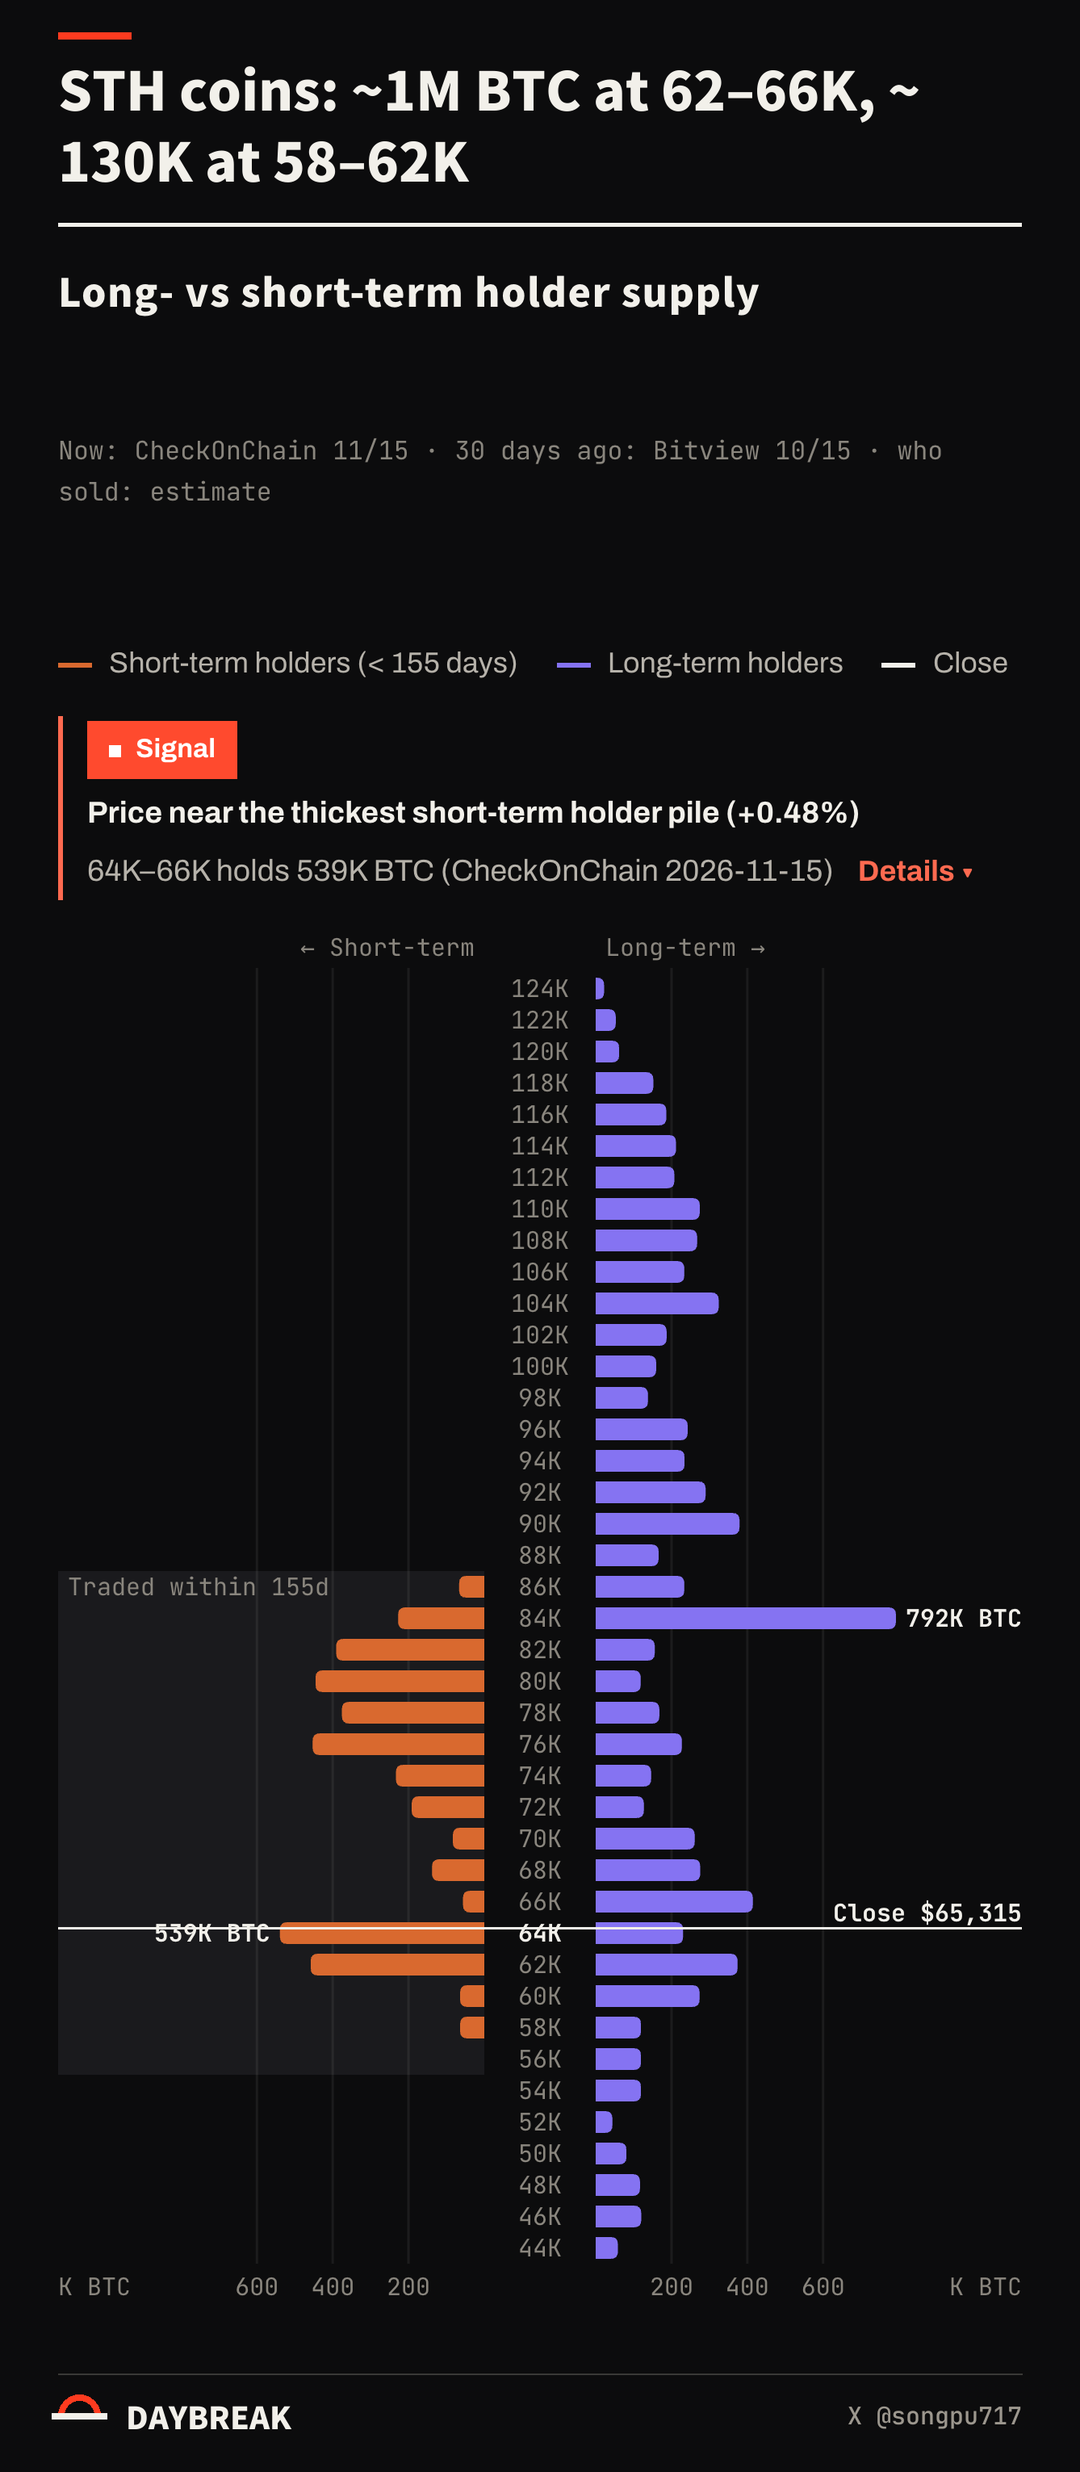 STH coins: ~1M BTC at 62–66K, ~
130K at 58–62K
Long- vs short-term holder supply
Now: CheckOnChain 11/15 · 30 days ago: Bitview 10/15 · who
sold: estimate
Short-term holders (< 155 days)
Long-term holders
Close
Signal
Price near the thickest short-term holder pile (+0.48%)
64K–66K holds 539K BTC (CheckOnChain 2026-11-15) Details ▾
← Short-term
Long-term →
124K
122K
120K
118K
116K
114K
112K
110K
108K
106K
104K
102K
100K
98K
96K
94K
92K
90K
88K
Traded within 155d
86K
84K
792K BTC
82K
80K
78K
76K
74K
72K
70K
68K
66K
Close $65,315
539K BTC
64K
62K
60K
58K
56K
54K
52K
50K
48K
46K
44K
K BTC
600
400
200
200
400
600
K BTC
DAYBREAK
X @songpu717